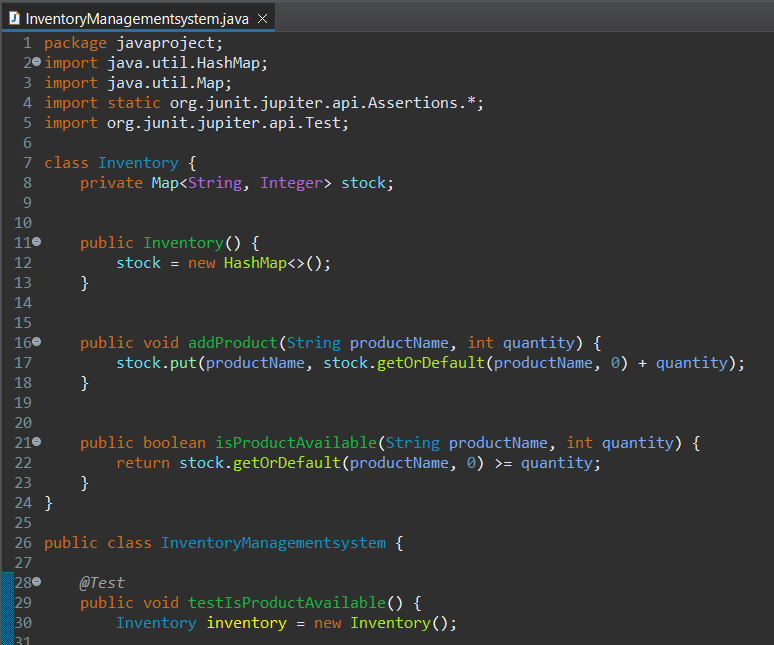 InventoryManagementsystem.java
1 package javaproject;
2 import java.util.HashMap;
3 import java.util.Map;
4 import static org.junit.jupiter.api.Assertions.*;
5 import org.junit.jupiter.api.Test;
6
7 class Inventory {
8     private Map<String, Integer> stock;
9
10
11     public Inventory() {
12         stock = new HashMap<>();
13     }
14
15
16     public void addProduct(String productName, int quantity) {
17         stock.put(productName, stock.getOrDefault(productName, 0) + quantity);
18     }
19
20
21     public boolean isProductAvailable(String productName, int quantity) {
22         return stock.getOrDefault(productName, 0) >= quantity;
23     }
24 }
25
26 public class InventoryManagementsystem {
27
28     @Test
29     public void testIsProductAvailable() {
30         Inventory inventory = new Inventory();
31